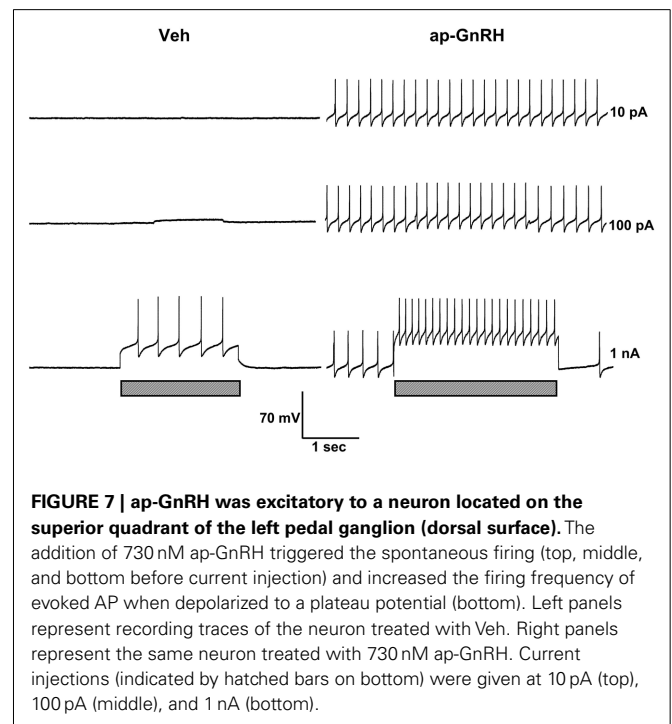 Veh
ap-GnRH
10 pA
100 pA
1 nA
70 mV
1 sec
FIGURE 7 | ap-GnRH was excitatory to a neuron located on the
superior quadrant of the left pedal ganglion (dorsal surface). The
addition of 730 nM ap-GnRH triggered the spontaneous firing (top, middle,
and bottom before current injection) and increased the firing frequency of
evoked AP when depolarized to a plateau potential (bottom). Left panels
represent recording traces of the neuron treated with Veh. Right panels
represent the same neuron treated with 730 nM ap-GnRH. Current
injections (indicated by hatched bars on bottom) were given at 10 pA (top),
100 pA (middle), and 1 nA (bottom).